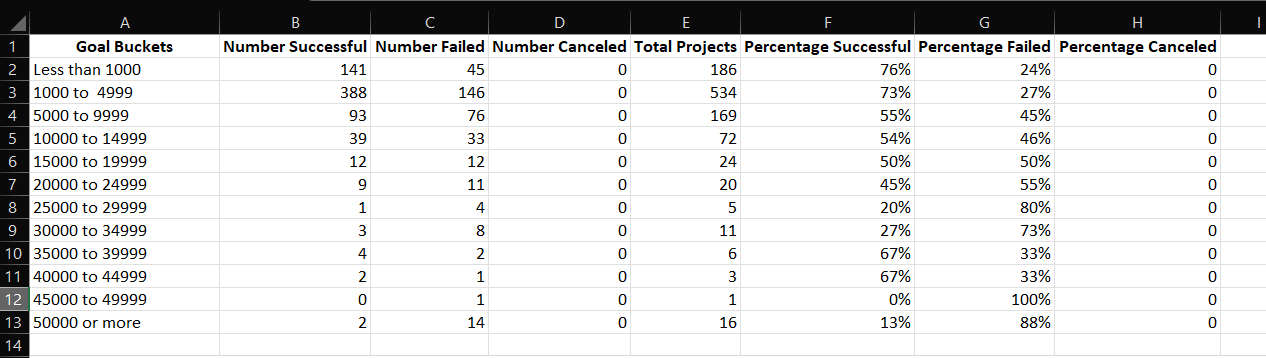 A B C D E F G H I
1 Goal Buckets Number Successful Number Failed Number Canceled Total Projects Percentage Successful Percentage Failed Percentage Canceled
2 Less than 1000 141 45 0 186 76% 24% 0
3 1000 to  4999 388 146 0 534 73% 27% 0
4 5000 to 9999 93 76 0 169 55% 45% 0
5 10000 to 14999 39 33 0 72 54% 46% 0
6 15000 to 19999 12 12 0 24 50% 50% 0
7 20000 to 24999 9 11 0 20 45% 55% 0
8 25000 to 29999 1 4 0 5 20% 80% 0
9 30000 to 34999 3 8 0 11 27% 73% 0
10 35000 to 39999 4 2 0 6 67% 33% 0
11 40000 to 44999 2 1 0 3 67% 33% 0
12 45000 to 49999 0 1 0 1 0% 100% 0
13 50000 or more 2 14 0 16 13% 88% 0
14